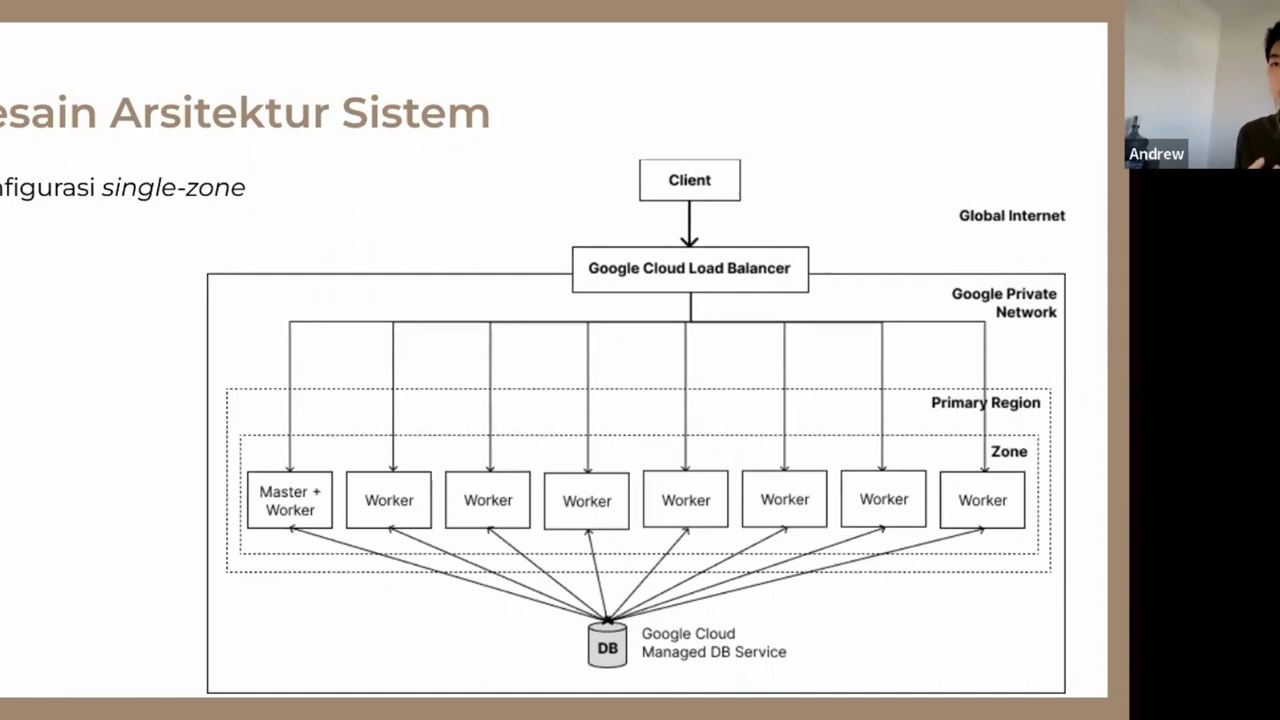 esain Arsitektur Sistem
nfigurasi single-zone
Client
Global Internet
Google Cloud Load Balancer
Google Private
Network
Primary Region
Zone
Master +
Worker
Worker
Worker
Worker
Worker
Worker
Worker
Worker
DB
Google Cloud
Managed DB Service
Andrew